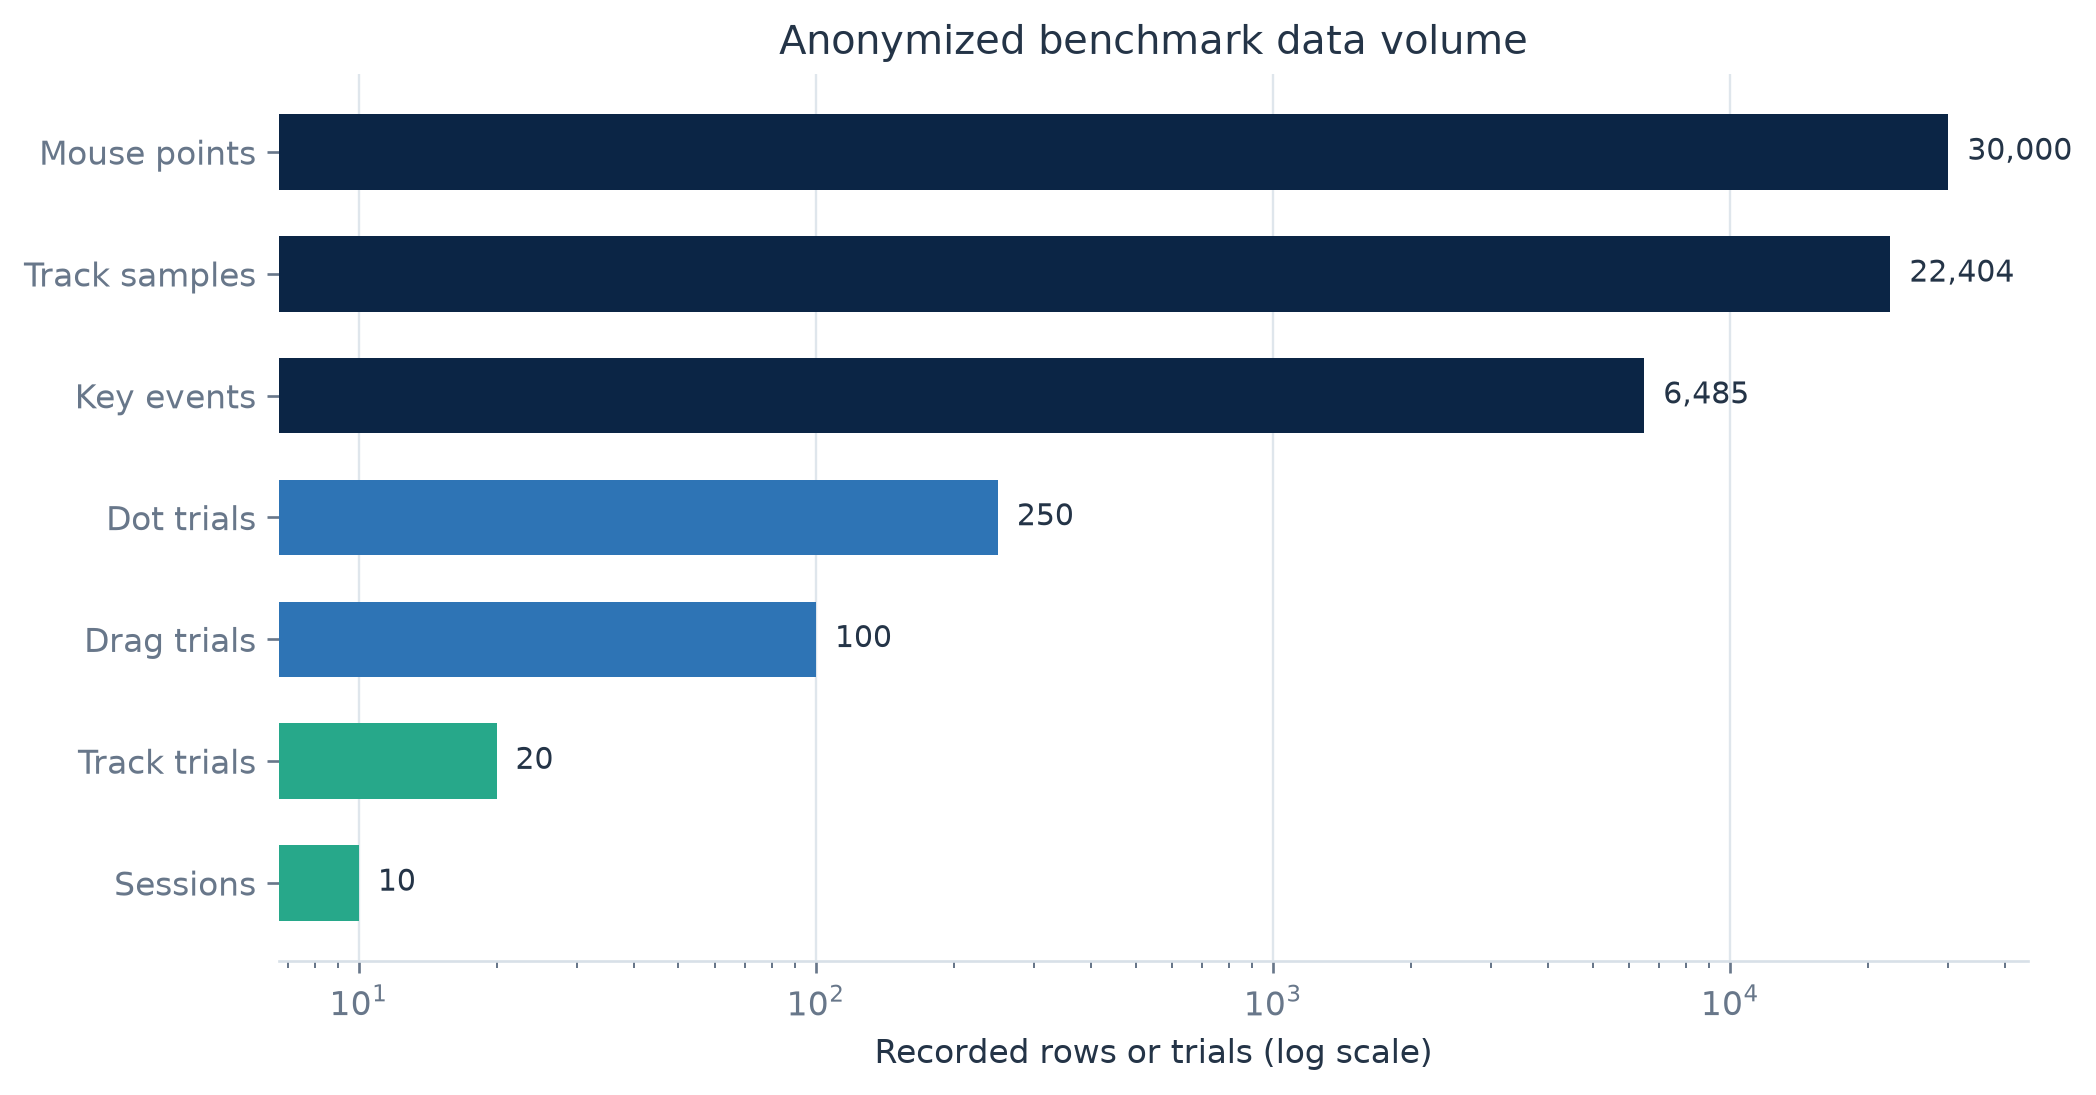 Anonymized benchmark data volume
Mouse points 30,000
Track samples 22,404
Key events 6,485
Dot trials 250
Drag trials 100
Track trials 20
Sessions 10
10¹ 10² 10³ 10⁴
Recorded rows or trials (log scale)